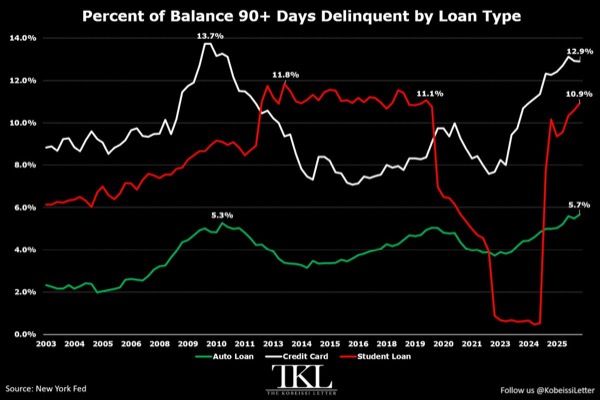 Percent of Balance 90+ Days Delinquent by Loan Type
14.0%
12.0%
10.0%
8.0%
6.0%
4.0%
2.0%
0.0%
13.7%
11.8%
11.1%
12.9%
10.9%
5.3%
5.7%
2003 2004 2005 2006 2007 2008 2009 2010 2011 2012 2013 2014 2015 2016 2017 2018 2019 2020 2021 2022 2023 2024 2025
Auto Loan Credit Card Student Loan
TKL
THE KOBEISSI LETTER
Source: New York Fed
Follow us @KobeissiLetter